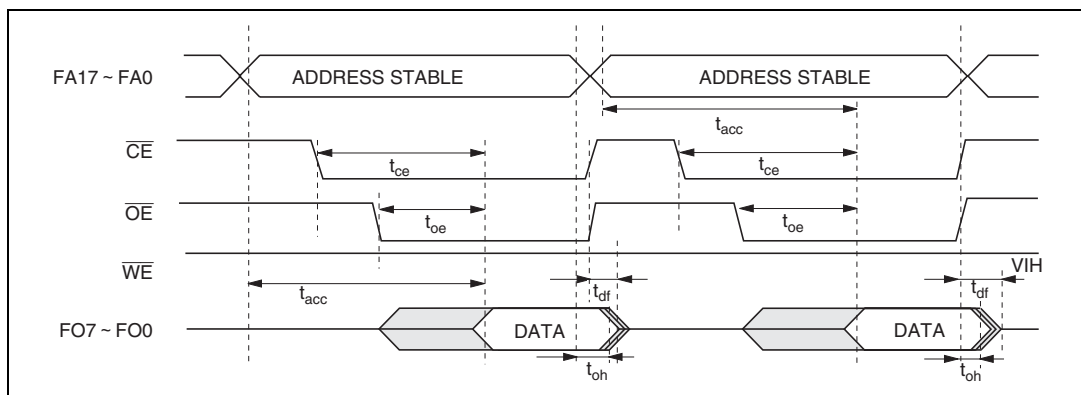 FA17 ~ FA0
ADDRESS STABLE
ADDRESS STABLE
tacc
CE
tce
tce
OE
toe
toe
WE
VIH
tacc
tdf
tdf
FO7 ~ FO0
DATA
DATA
toh
toh